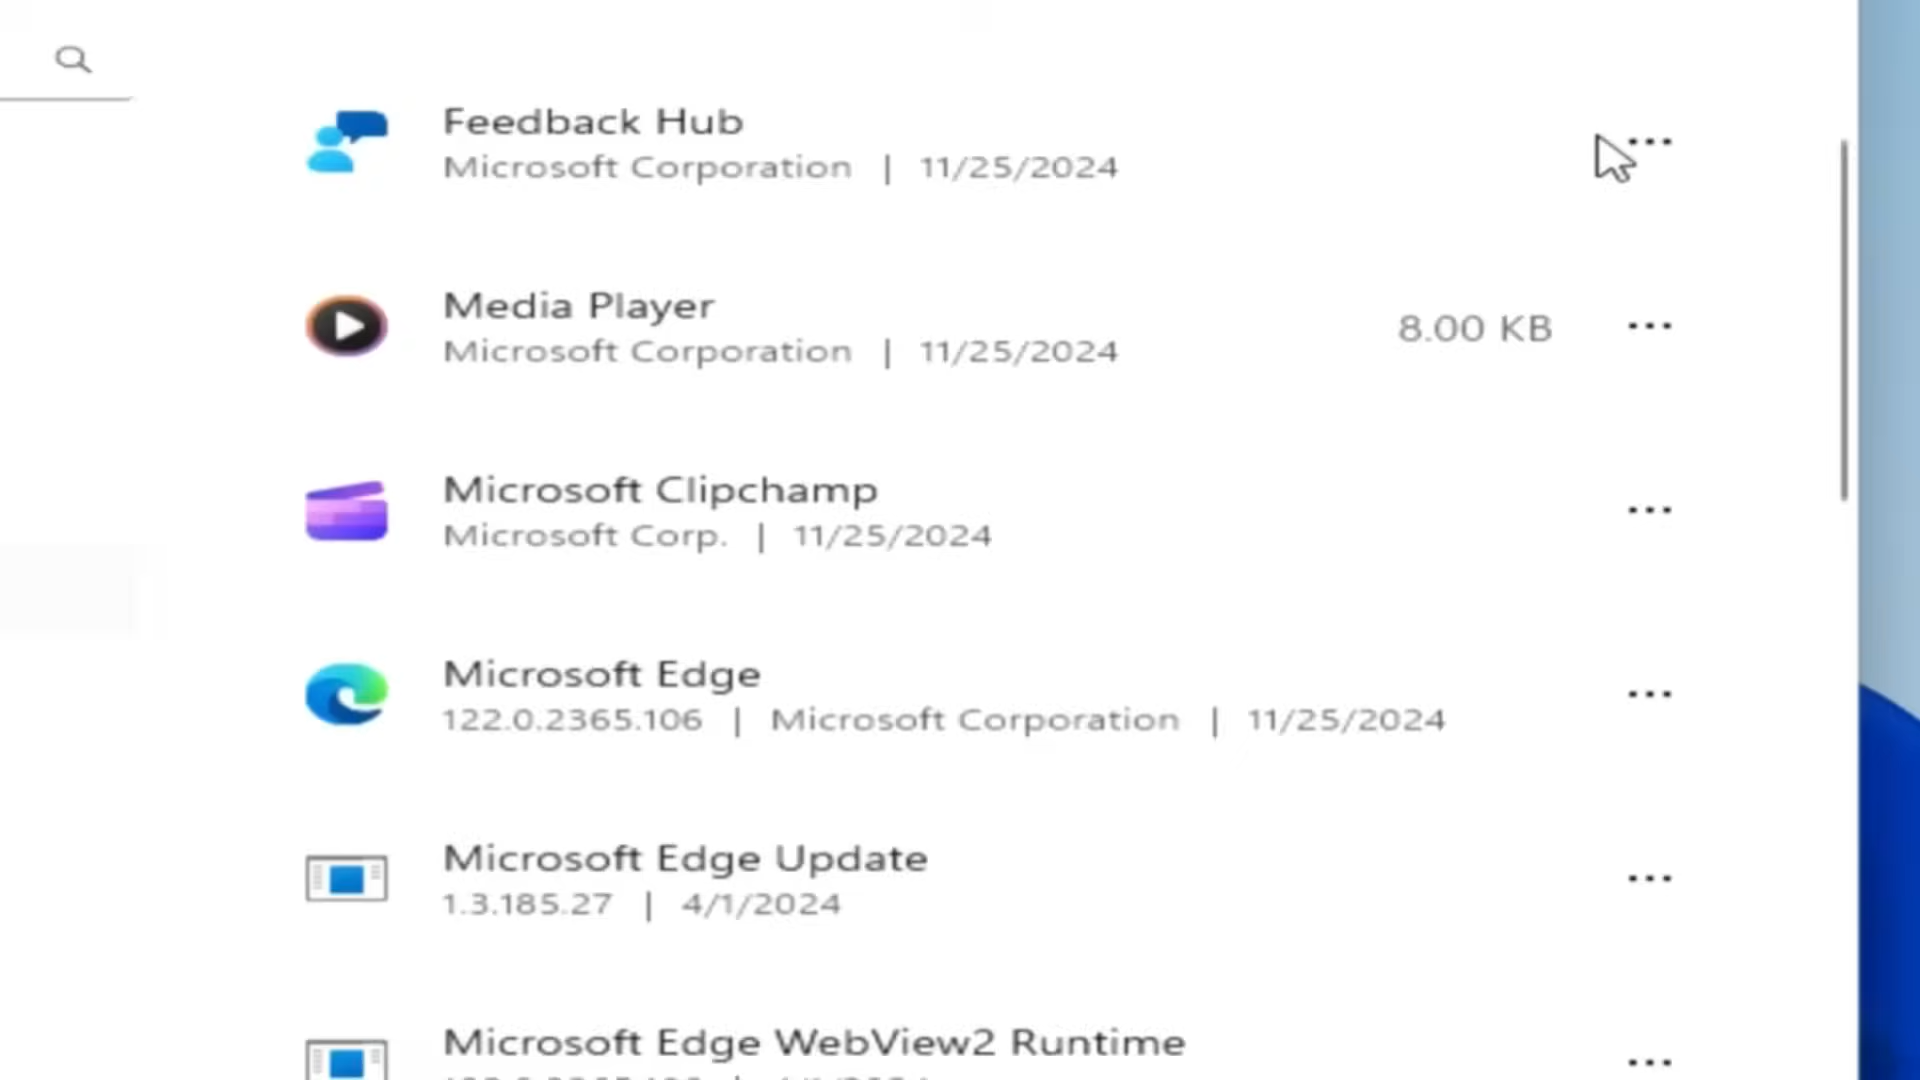 Feedback Hub
Microsoft Corporation | 11/25/2024
Media Player
Microsoft Corporation | 11/25/2024
8.00 KB
Microsoft Clipchamp
Microsoft Corp. | 11/25/2024
Microsoft Edge
122.0.2365.106 | Microsoft Corporation | 11/25/2024
Microsoft Edge Update
1.3.185.27 | 4/1/2024
Microsoft Edge WebView2 Runtime